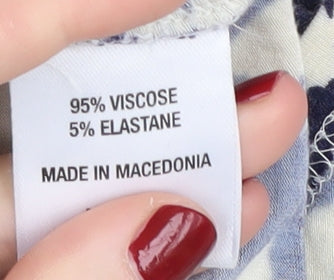 95% VISCOSE
5% ELASTANE
MADE IN MACEDONIA